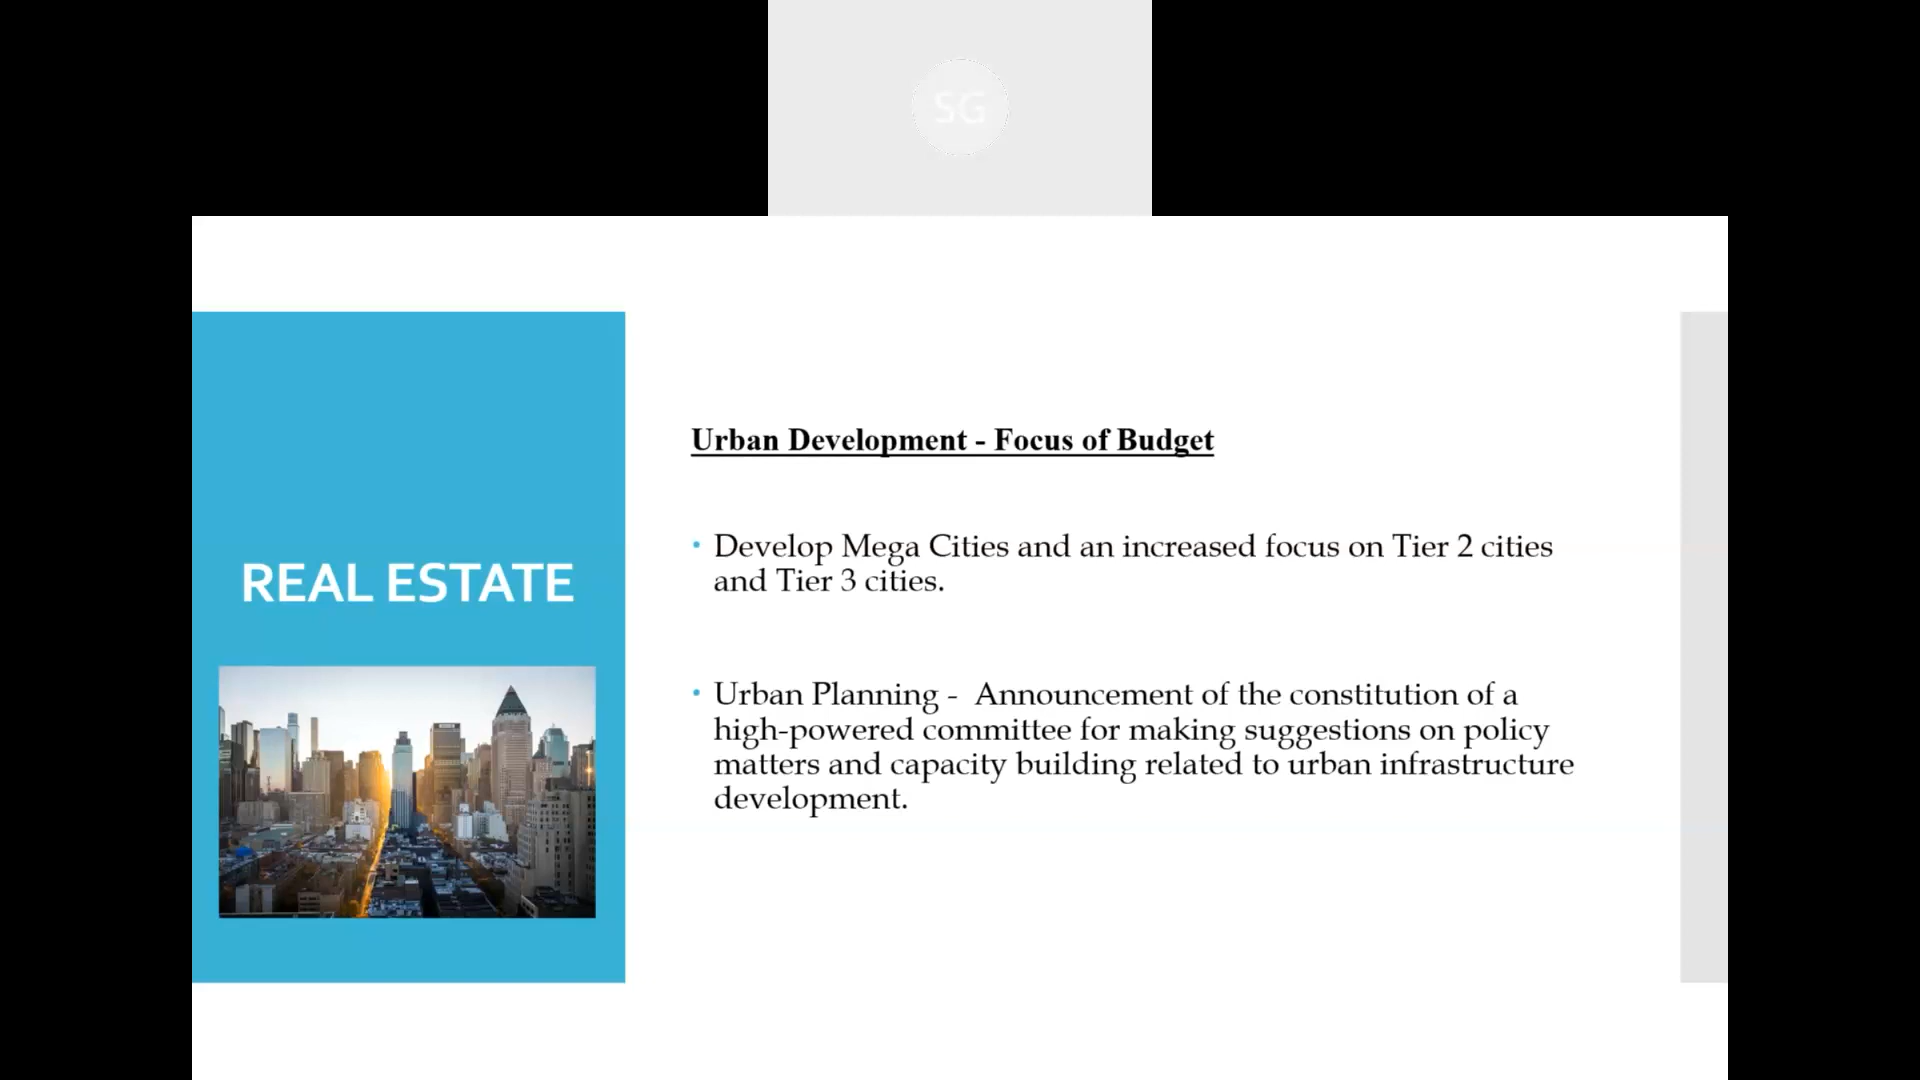 SG
REAL ESTATE
Urban Development - Focus of Budget
• Develop Mega Cities and an increased focus on Tier 2 cities
and Tier 3 cities.
• Urban Planning -  Announcement of the constitution of a
high-powered committee for making suggestions on policy
matters and capacity building related to urban infrastructure
development.